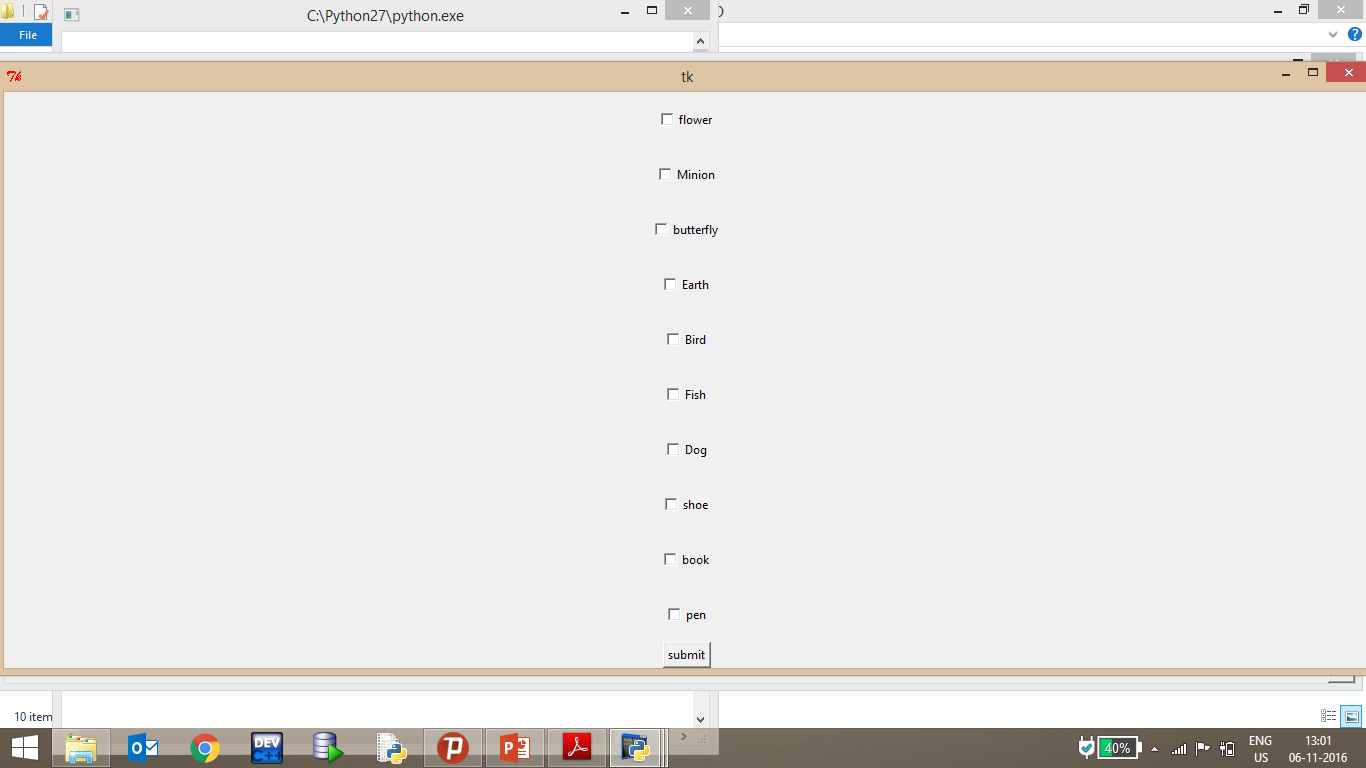 C:\Python27\python.exe
File
tk
flower
Minion
butterfly
Earth
Bird
Fish
Dog
shoe
book
pen
submit
10 item
DEV
C++
40%
ENG
US
13:01
06-11-2016